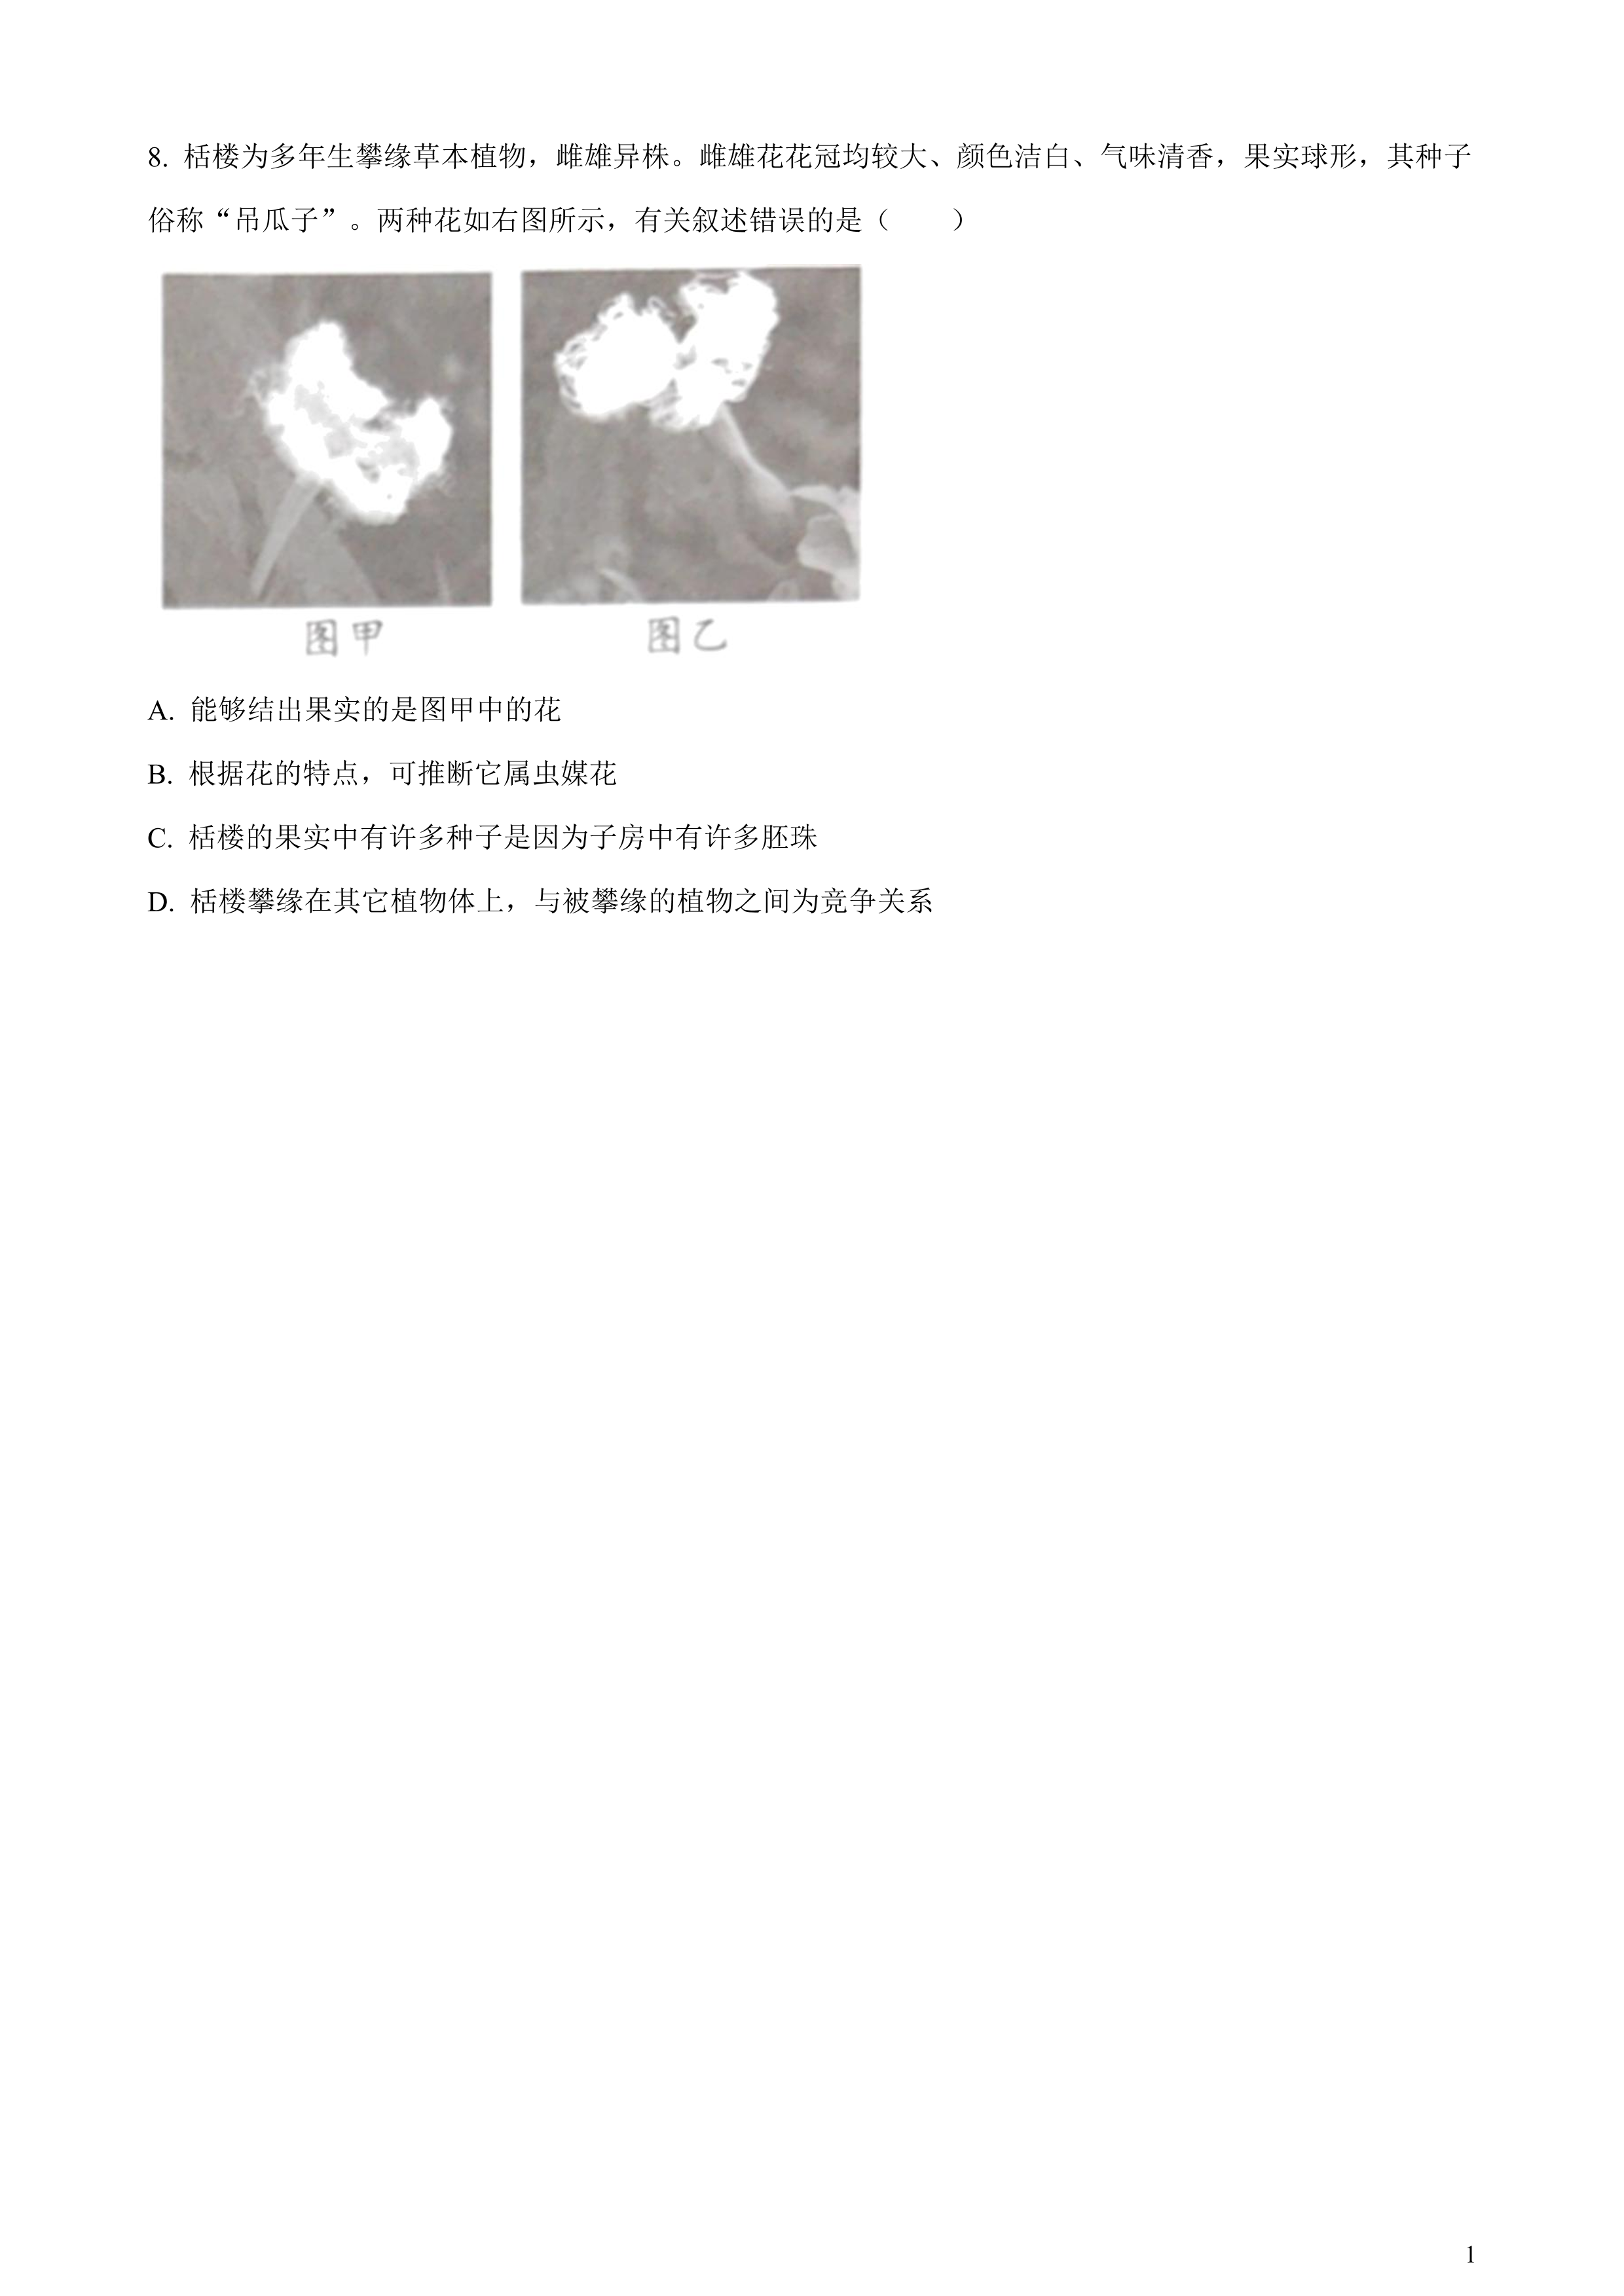 8. 栝楼为多年生攀缘草本植物，雌雄异株。雌雄花花冠均较大、颜色洁白、气味清香，果实球形，其种子
俗称“吊瓜子”。两种花如右图所示，有关叙述错误的是（　　）
图甲 图乙
A. 能够结出果实的是图甲中的花
B. 根据花的特点，可推断它属虫媒花
C. 栝楼的果实中有许多种子是因为子房中有许多胚珠
D. 栝楼攀缘在其它植物体上，与被攀缘的植物之间为竞争关系
1